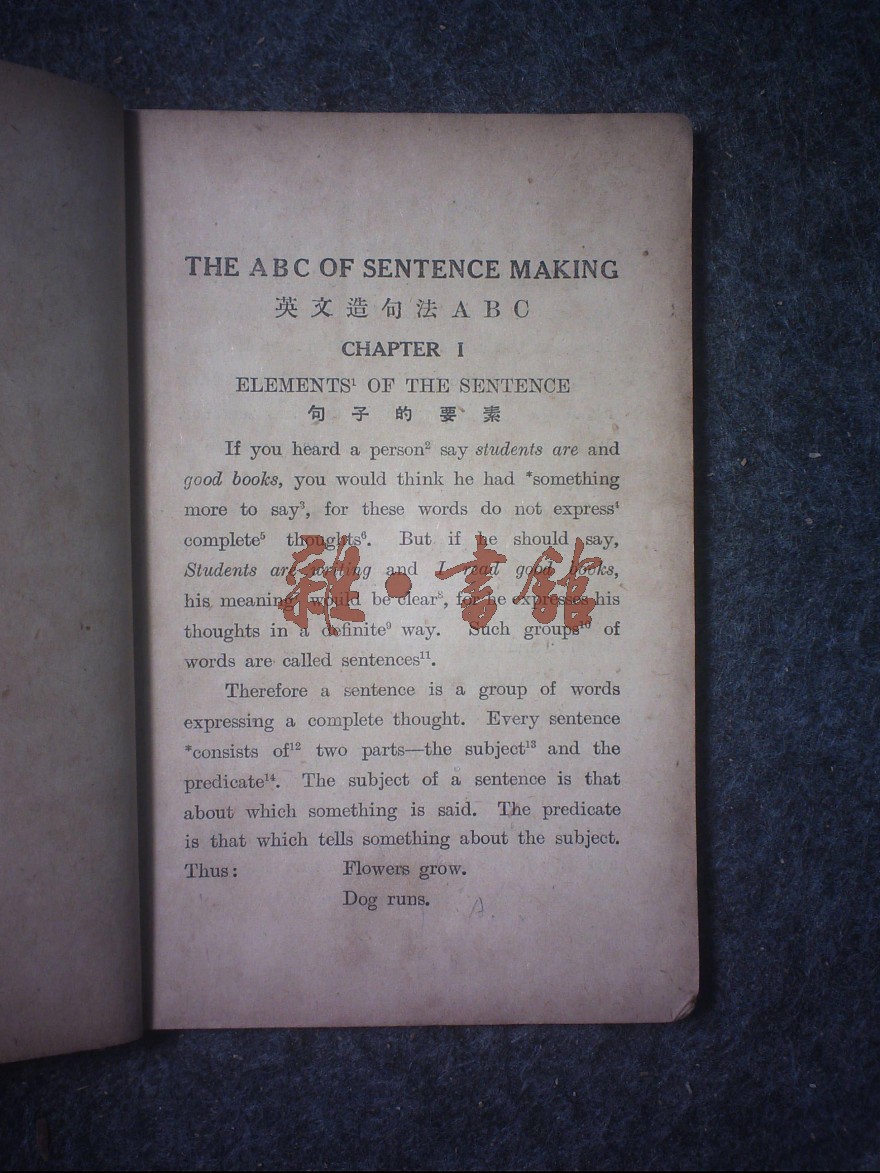 THE ABC OF SENTENCE MAKING
英文造句法ABC
CHAPTER I
ELEMENTS¹ OF THE SENTENCE
句子的要素
If you heard a person² say students are and
good books, you would think he had *something
more to say³, for these words do not express⁴
complete⁵ thoughts⁶. But if he should say,
Students are writing and I read good books,
his meaning⁷ would be clear⁸, for he expresses his
thoughts in a definite⁹ way. Such groups¹⁰ of
words are called sentences¹¹.
Therefore a sentence is a group of words
expressing a complete thought. Every sentence
*consists of¹² two parts—the subject¹³ and the
predicate¹⁴. The subject of a sentence is that
about which something is said. The predicate
is that which tells something about the subject.
Thus: Flowers grow.
Dog runs. A.
雜·書館